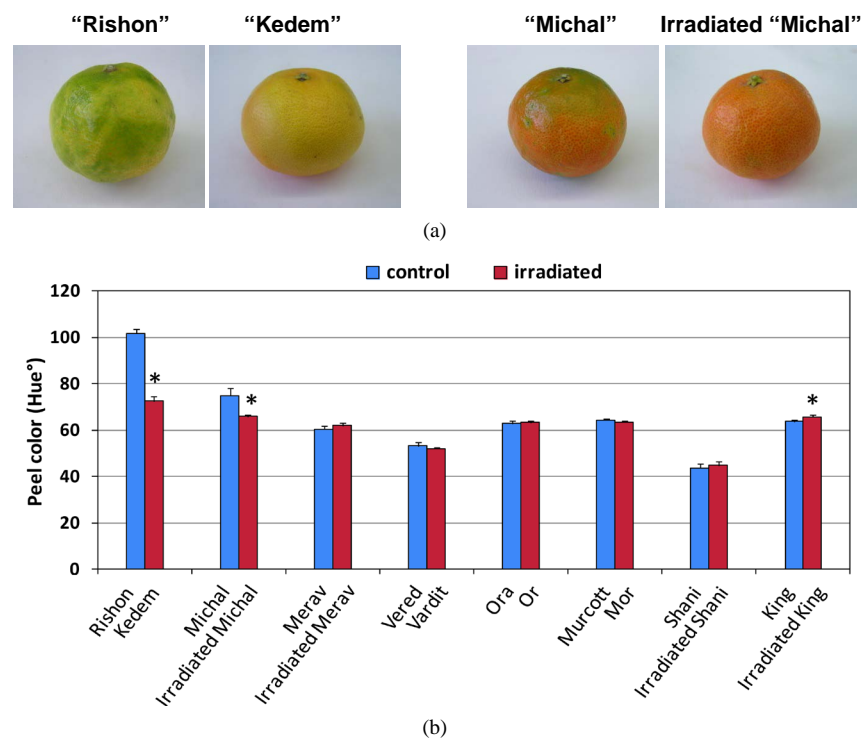 “Rishon” “Kedem” “Michal” Irradiated “Michal”
(a)
control irradiated
120
100
80
60
40
20
0
Peel color (Hue°)
* * *
Rishon
Kedem
Michal
Irradiated Michal
Merav
Irradiated Merav
Vered
Vardit
Ora
Or
Murcott
Mor
Shani
Irradiated Shani
King
Irradiated King
(b)